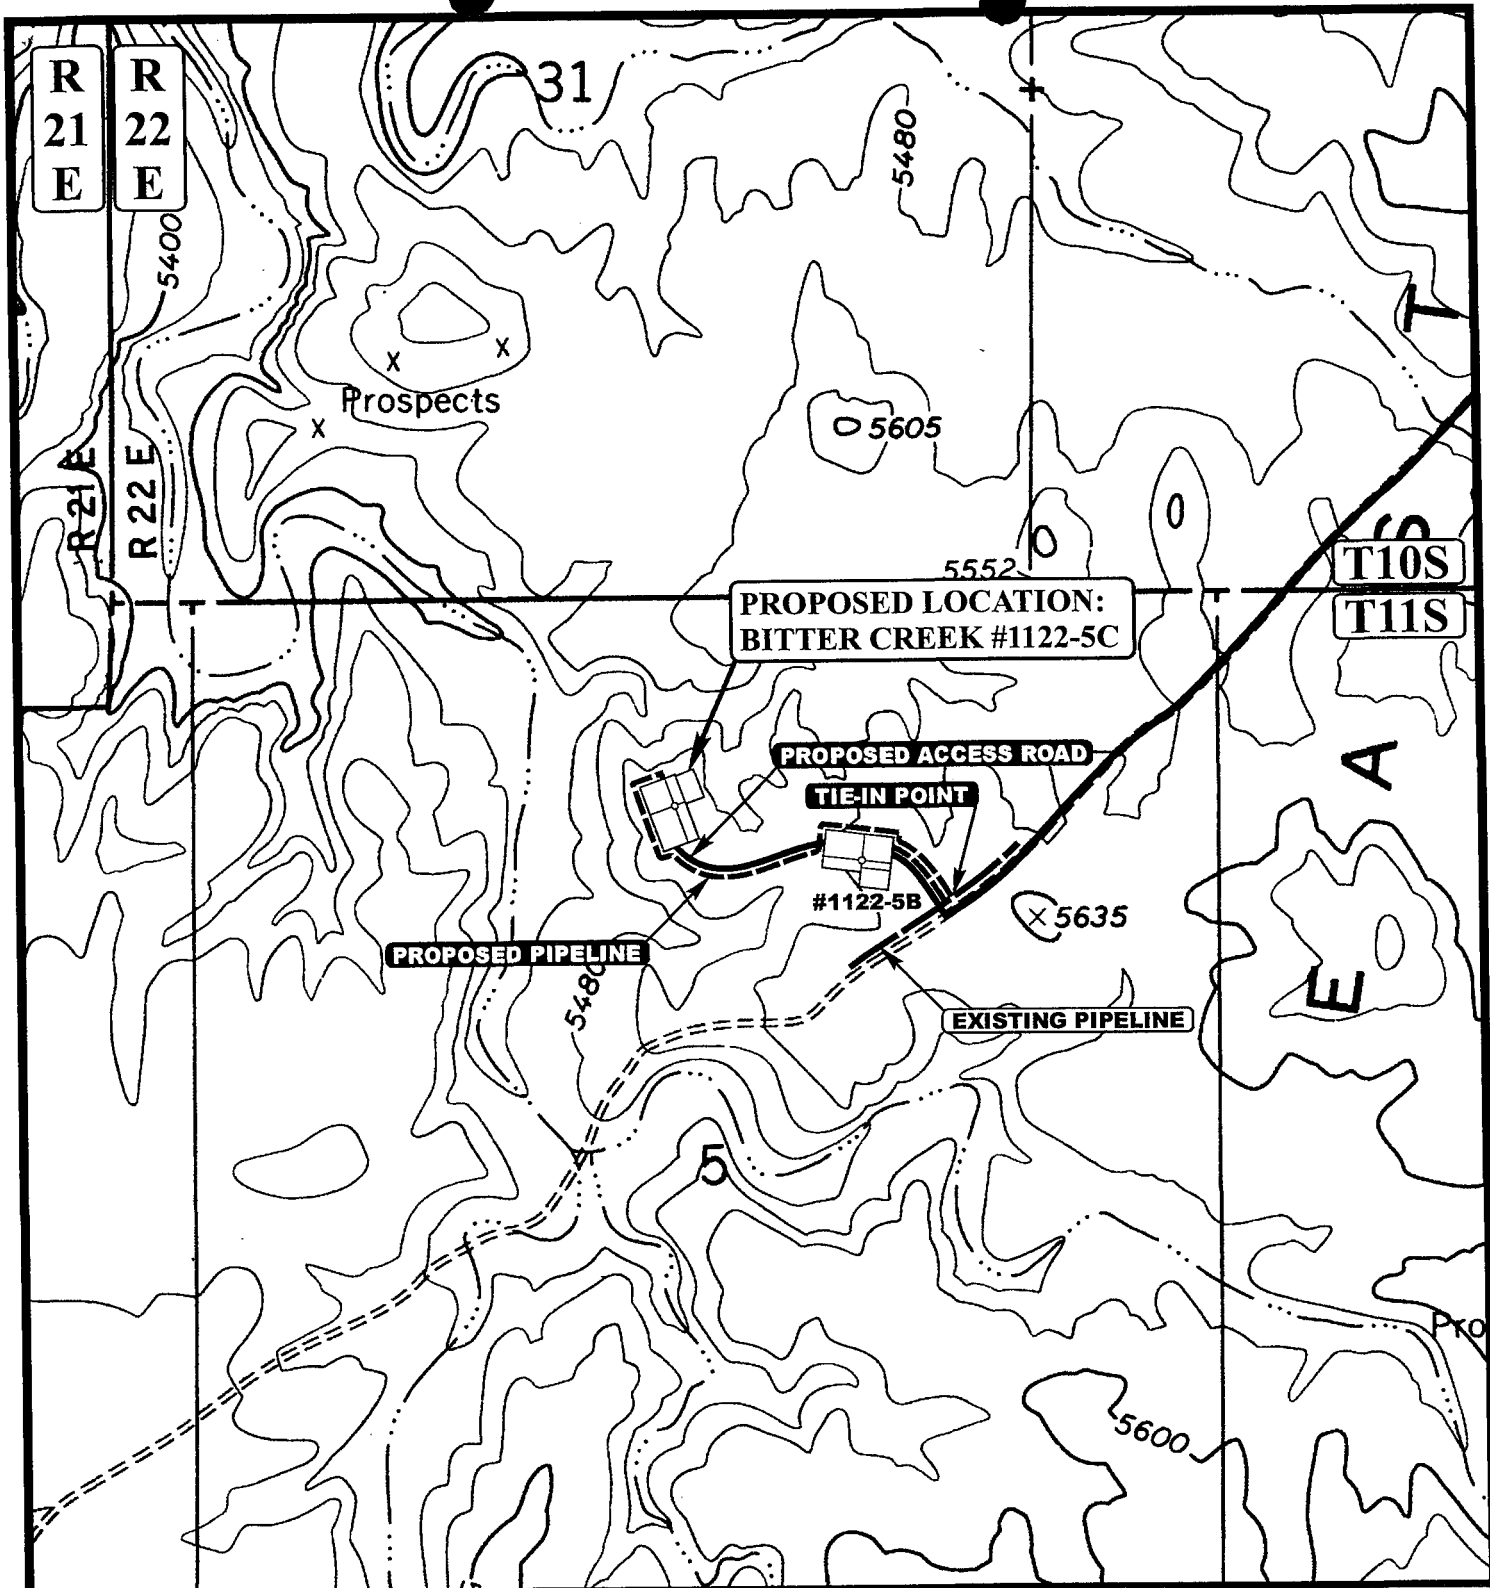 R
21
E
R
22
E
31
5480
5400
T
Prospects
5605
R 21 E
R 22 E
S
T10S
5552
T11S
PROPOSED LOCATION:
BITTER CREEK #1122-5C
PROPOSED ACCESS ROAD
A
TIE-IN POINT
#1122-5B
5635
PROPOSED PIPELINE
5480
E
EXISTING PIPELINE
5
Pro
5600